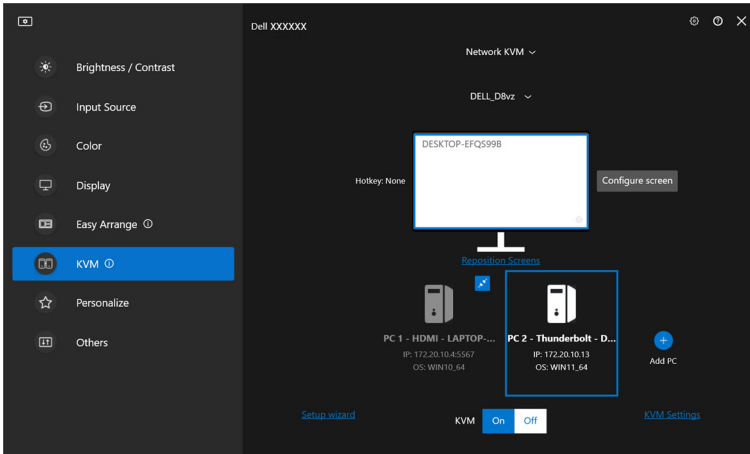 Dell XXXXXX
Brightness / Contrast
Input Source
Color
Display
Easy Arrange
KVM
Personalize
Others
Network KVM
DELL_D8vz
DESKTOP-EFQS99B
Hotkey: None
Configure screen
Reposition Screens
PC 1 - HDMI - LAPTOP-...
IP: 172.20.10.4:5567
OS: WIN10_64
PC 2 - Thunderbolt - D...
IP: 172.20.10.13
OS: WIN11_64
Add PC
Setup wizard
KVM
On
Off
KVM Settings